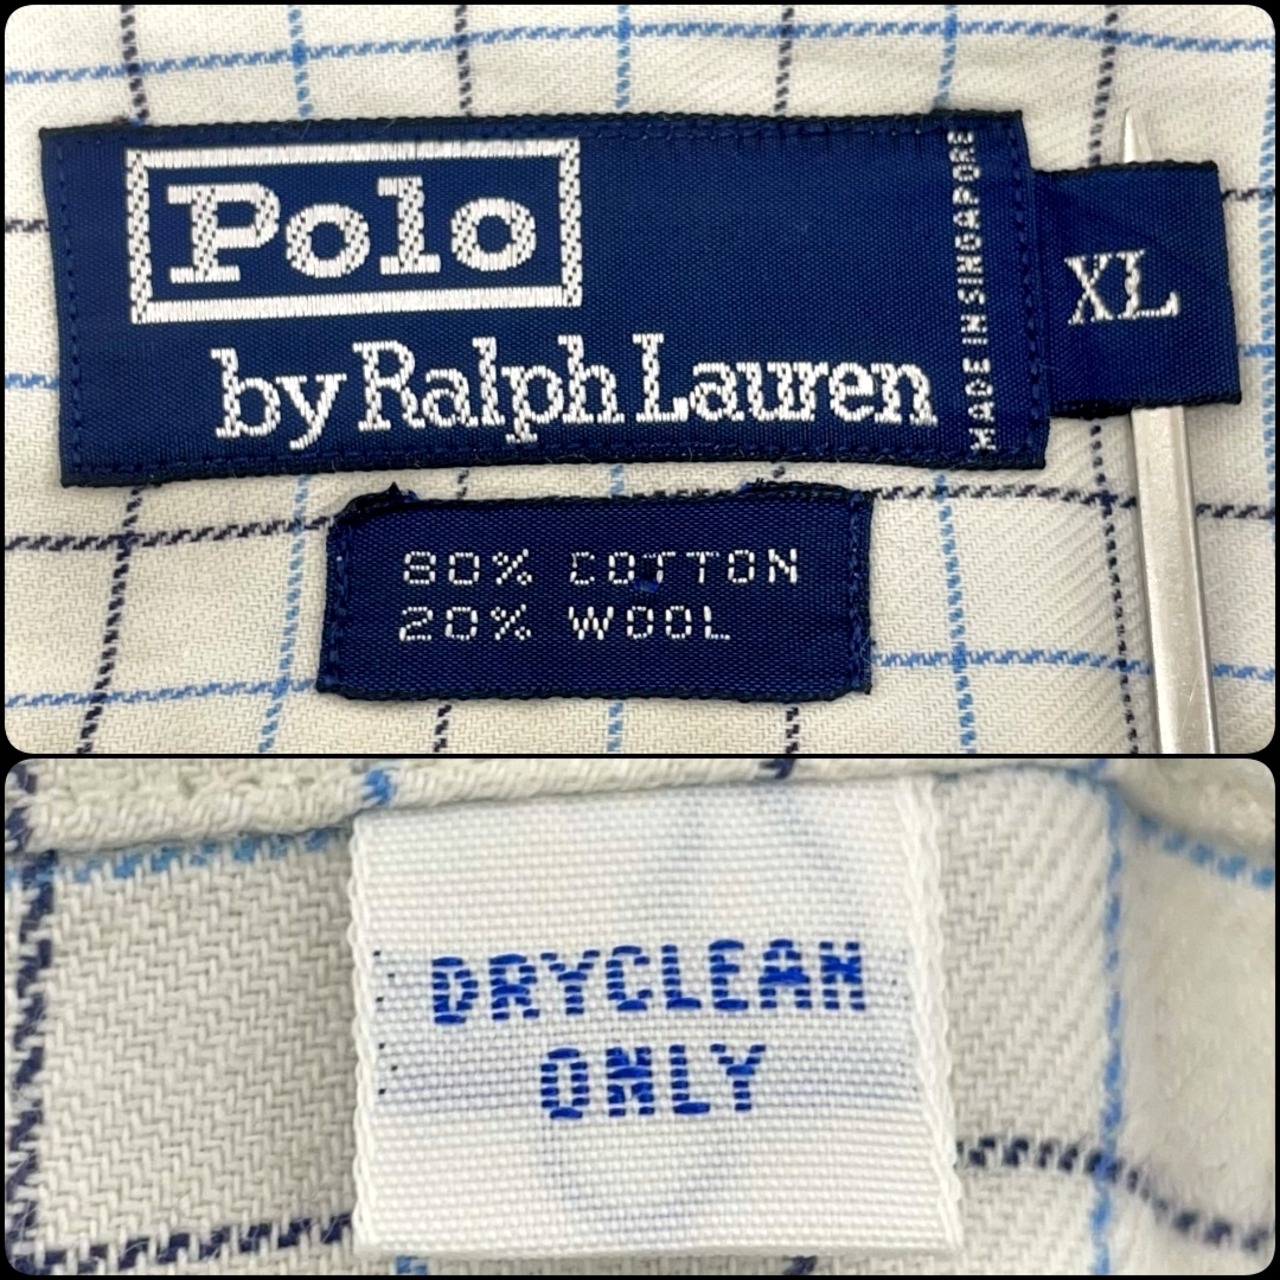 Polo
by Ralph Lauren
MADE IN SINGAPORE
XL
80% COTTON
20% WOOL
DRYCLEAN
ONLY